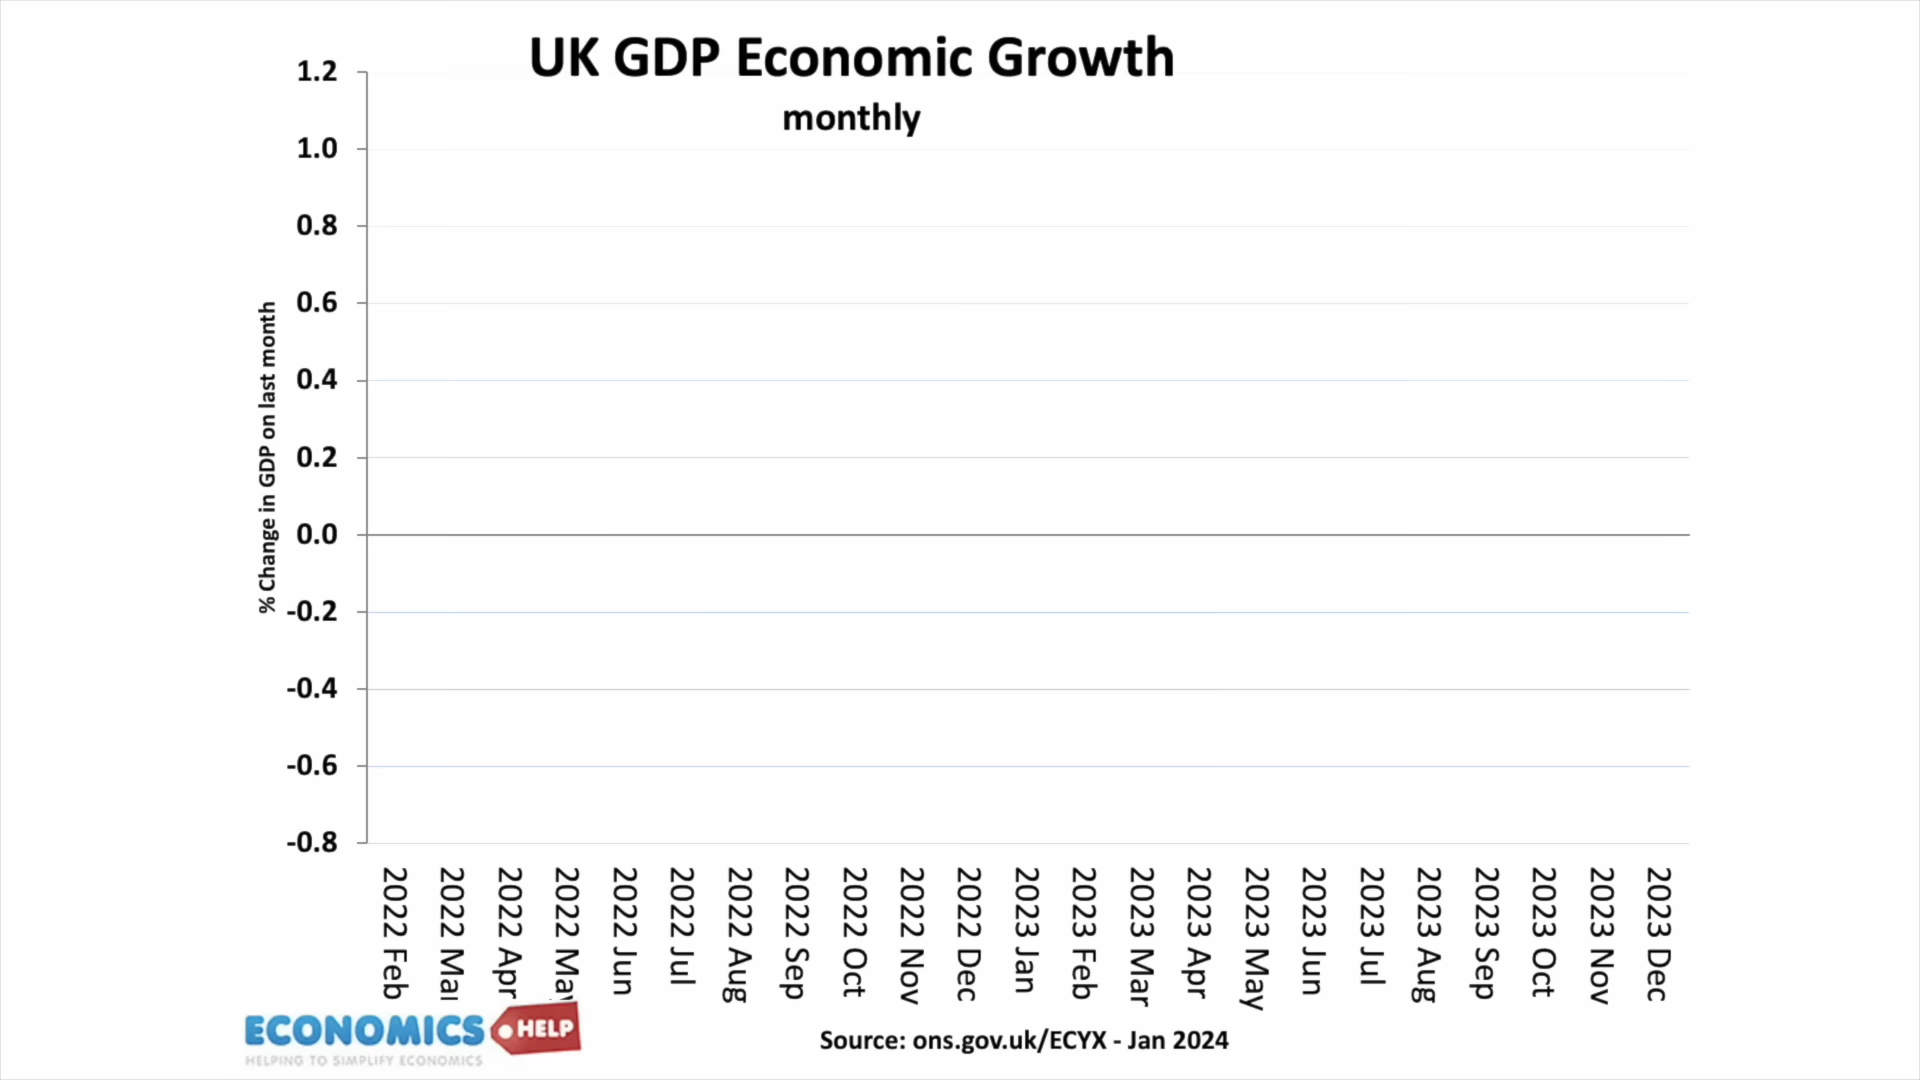 UK GDP Economic Growth
monthly
1.2
1.0
0.8
0.6
0.4
0.2
0.0
-0.2
-0.4
-0.6
-0.8
% Change in GDP on last month
2022 Feb
2022 Mar
2022 Apr
2022 May
2022 Jun
2022 Jul
2022 Aug
2022 Sep
2022 Oct
2022 Nov
2022 Dec
2023 Jan
2023 Feb
2023 Mar
2023 Apr
2023 May
2023 Jun
2023 Jul
2023 Aug
2023 Sep
2023 Oct
2023 Nov
2023 Dec
ECONOMICS HELP
HELPING TO SIMPLIFY ECONOMICS
Source: ons.gov.uk/ECYX - Jan 2024